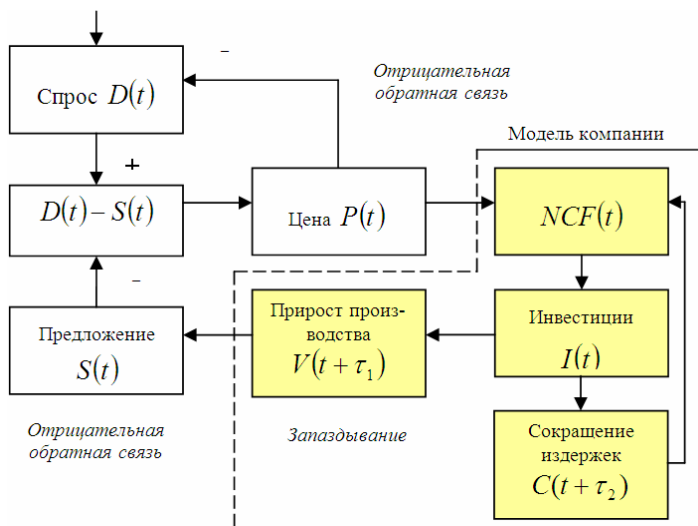 –
Спрос D(t)
Отрицательная
обратная связь
+
Модель компании
D(t) – S(t)
Цена P(t)
NCF(t)
–
Предложение
S(t)
Прирост произ-
водства
V(t + τ₁)
Инвестиции
I(t)
Отрицательная
обратная связь
Запаздывание
Сокращение
издержек
C(t + τ₂)